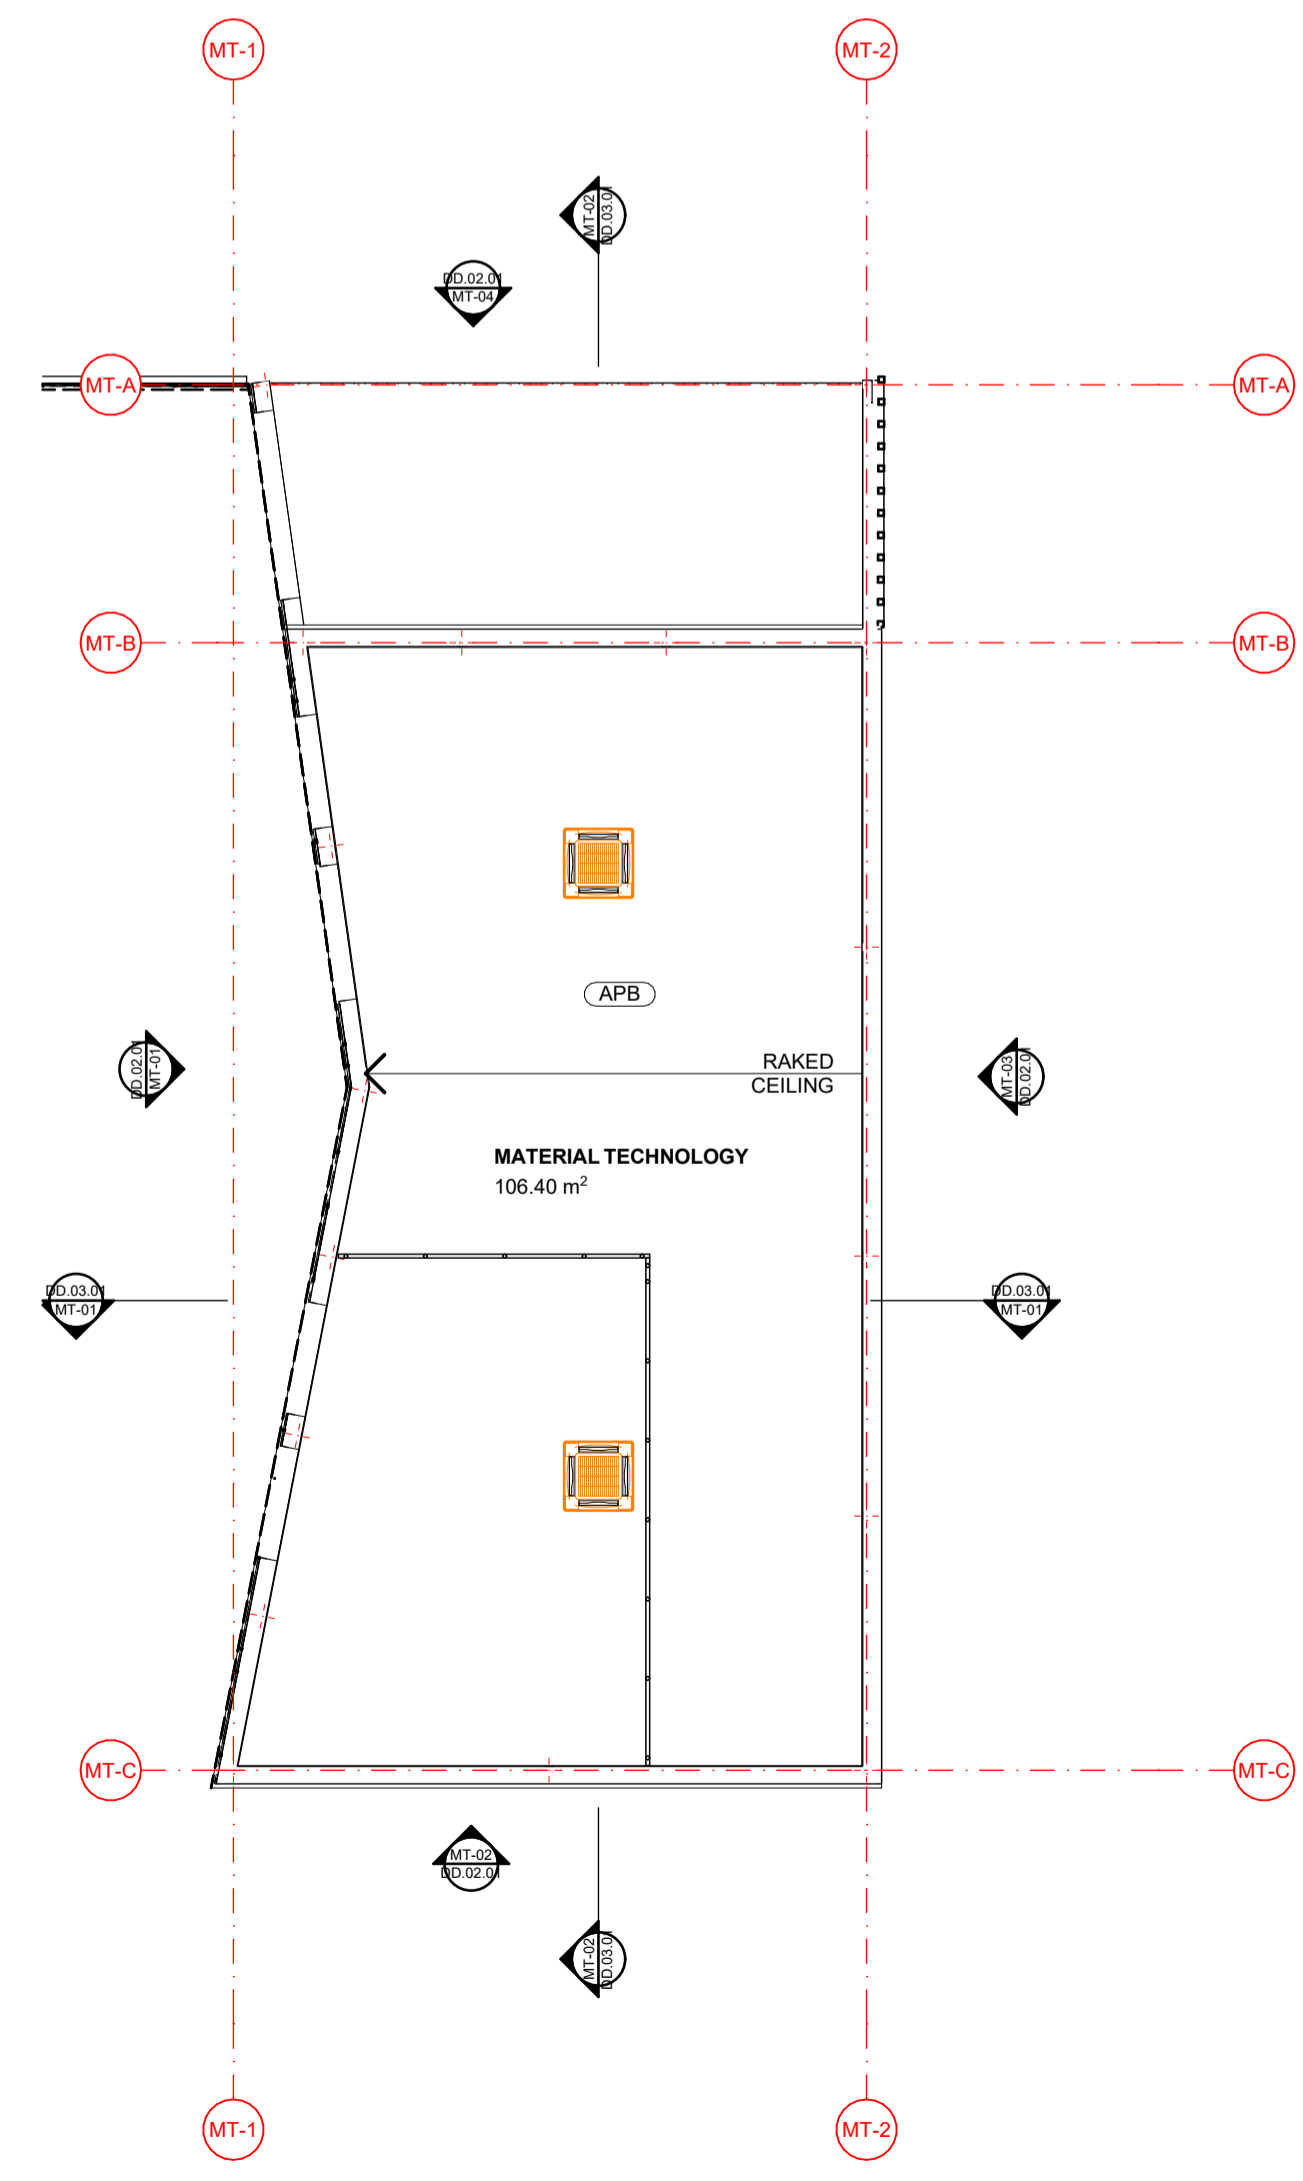 MT-1
MT-2
MT-02
DD.03.01
DD.02.01
MT-04
MT-A
MT-A
MT-B
MT-B
APB
DD.02.01
MT-01
RAKED
CEILING
MT-03
DD.02.01
MATERIAL TECHNOLOGY
106.40 m²
DD.03.01
MT-01
DD.03.01
MT-01
MT-C
MT-C
MT-02
DD.02.01
MT-02
DD.03.01
MT-1
MT-2